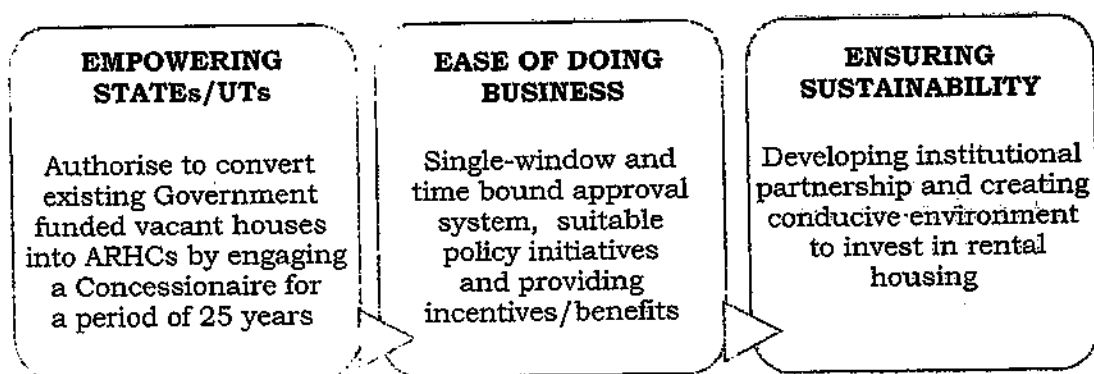 EMPOWERING
STATEs/UTs
Authorise to convert
existing Government
funded vacant houses
into ARHCs by engaging
a Concessionaire for
a period of 25 years
EASE OF DOING
BUSINESS
Single-window and
time bound approval
system, suitable
policy initiatives
and providing
incentives/benefits
ENSURING
SUSTAINABILITY
Developing institutional
partnership and creating
conducive environment
to invest in rental
housing